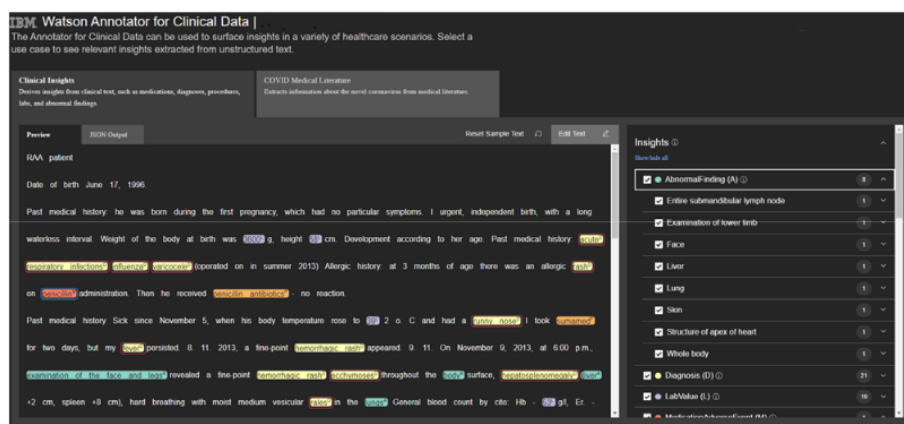 IBM Watson Annotator for Clinical Data |
The Annotator for Clinical Data can be used to surface insights in a variety of healthcare scenarios. Select a
use case to see relevant insights extracted from unstructured text.
Clinical Insights
Derives insights from clinical text, such as medications, diagnoses, procedures,
labs, and abnormal findings.
COVID Medical Literature
Extracts information about the novel coronavirus from medical literature.
Preview
JSON Output
Reset Sample Text
Edit Text
RAA patient
Date of birth June 17, 1996.
Past medical history: he was born during the first pregnancy, which had no particular symptoms. I urgent, independent birth, with a long
waterless interval. Weight of the body at birth was g, height cm. Development according to her age. Past medical history: acute
respiratory infections influenza varicocele (operated on in summer 2013) Allergic history: at 3 months of age there was an allergic rash
on penicillin administration. Then he received penicillin antibiotics - no reaction.
Past medical history Sick since November 5, when his body temperature rose to 2 o. C and had a runny nose I took sumamed
for two days, but my fever persisted. 8. 11. 2013, a fine-point hemorrhagic rash appeared. 9. 11. On November 9, 2013, at 6:00 p.m.,
examination of the face and legs revealed a fine-point hemorrhagic rash ecchymoses throughout the body surface, hepatosplenomegaly liver
+2 cm, spleen +8 cm), hard breathing with most medium vesicular rales in the lungs General blood count by cito: Hb - g/l, Er. -
Insights
Show/hide all
AbnormalFinding (A) 8
Entire submandibular lymph node 1
Examination of lower limb 1
Face 1
Liver 1
Lung 1
Skin 1
Structure of apex of heart 1
Whole body 1
Diagnosis (D) 21
LabValue (L)
MedicationAdverseEvent (M)